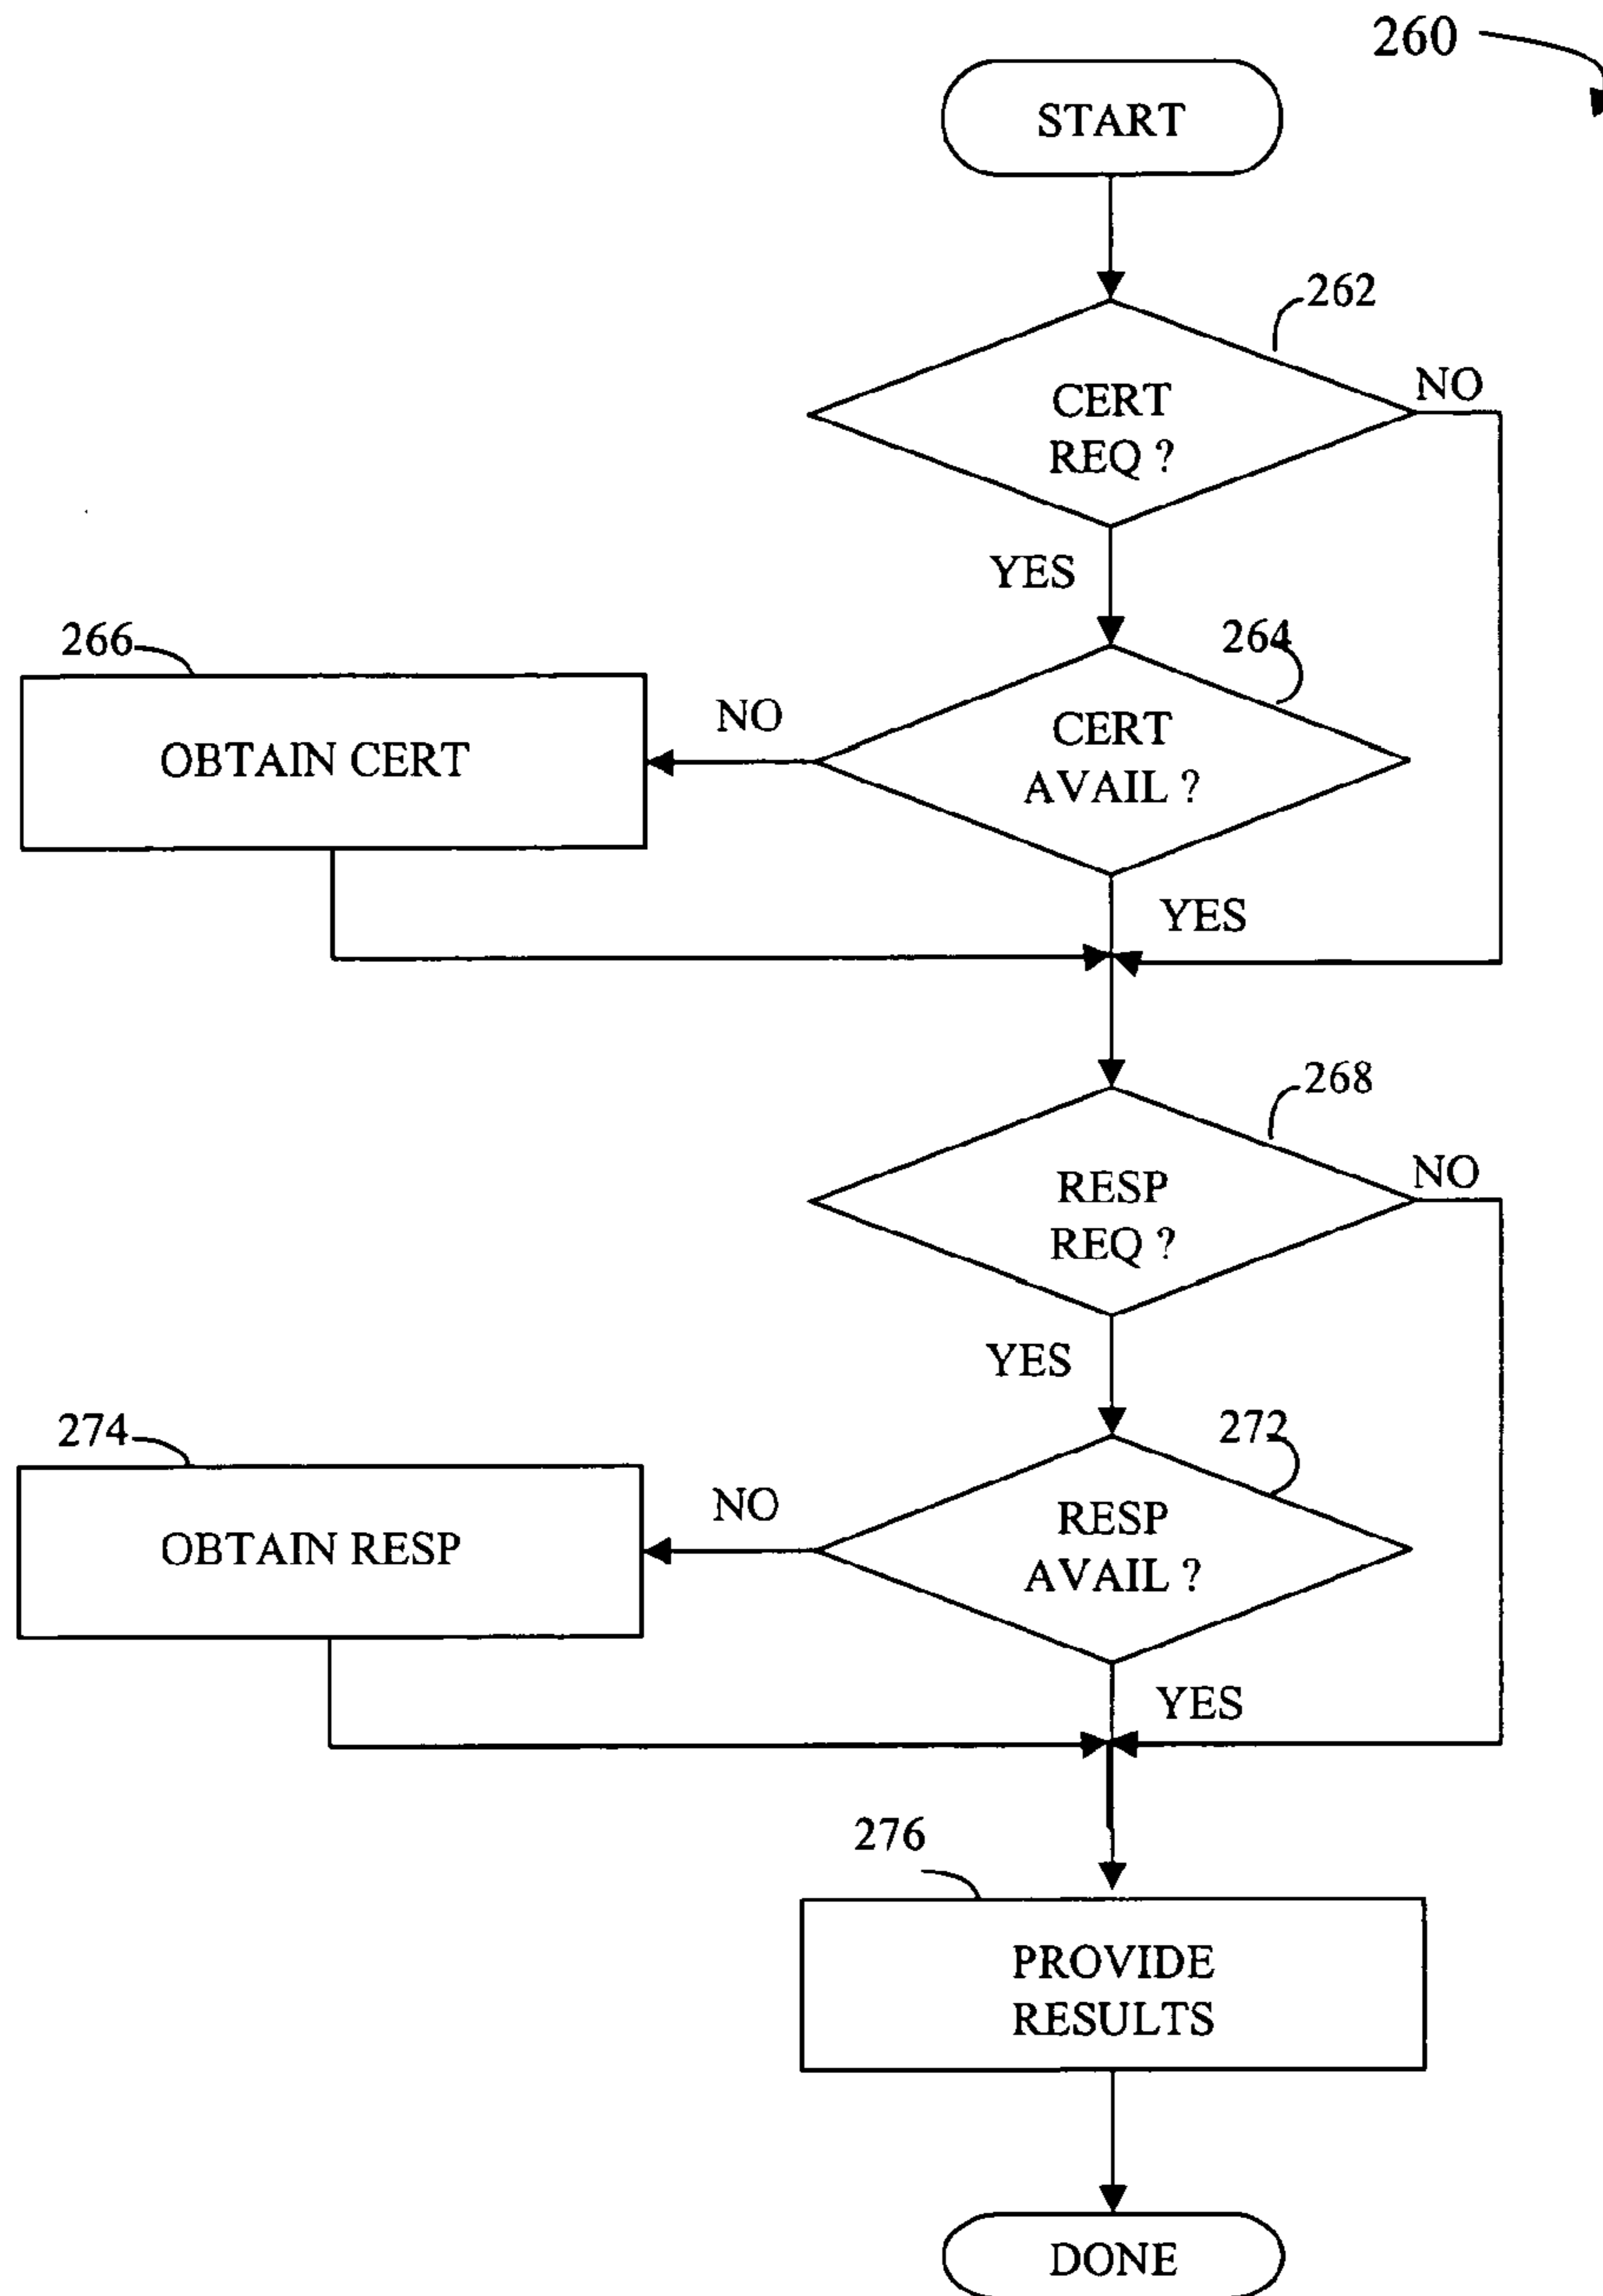 260
START
262
CERT
REQ ?
NO
YES
264
266
CERT
AVAIL ?
NO
OBTAIN CERT
YES
268
RESP
REQ ?
NO
YES
272
274
RESP
AVAIL ?
NO
OBTAIN RESP
YES
276
PROVIDE
RESULTS
DONE